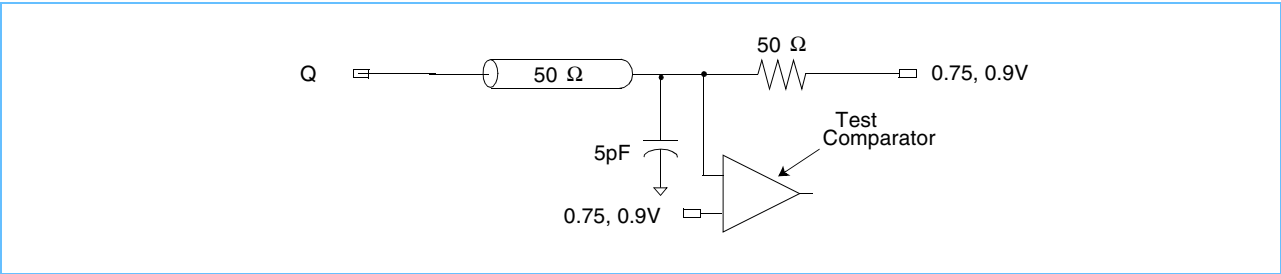 50 Ω
Q
50 Ω
0.75, 0.9V
Test
Comparator
5pF
0.75, 0.9V